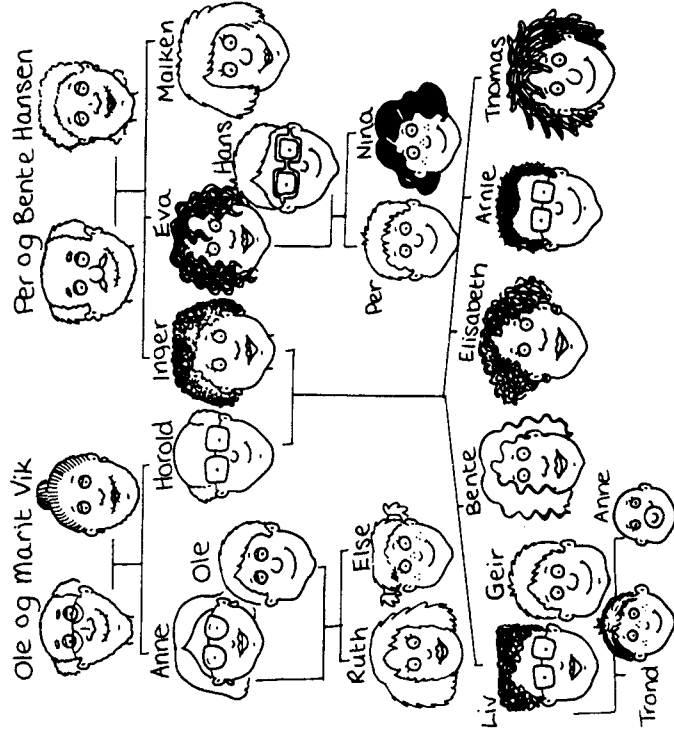 Ole og Marit Vik
Per og Bente Hansen
Anne
Harold
Inger
Eva
Maiken
Ole
Hans
Ruth
Else
Per
Nina
Liv
Geir
Bente
Elisabeth
Arnie
Thomas
Trond
Anne